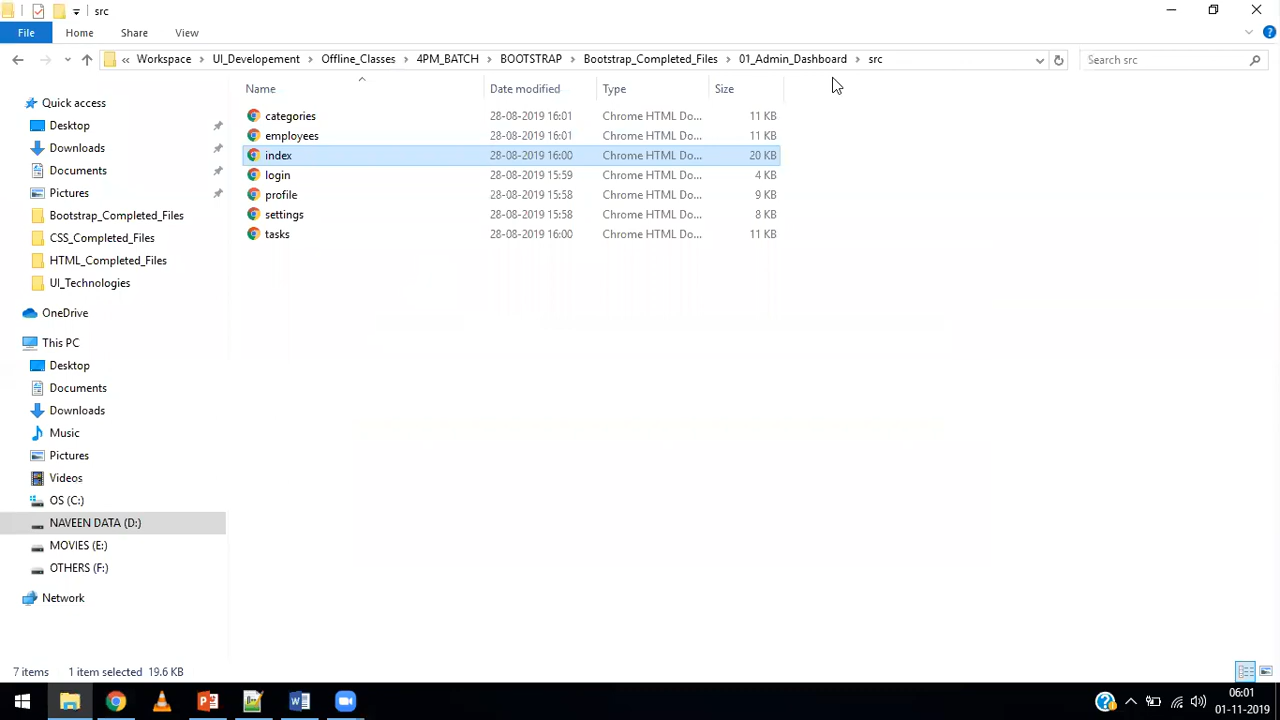 src
File Home Share View
« Workspace UI_Developement Offline_Classes 4PM_BATCH BOOTSTRAP Bootstrap_Completed_Files 01_Admin_Dashboard src
Search src
Name Date modified Type Size
categories 28-08-2019 16:01 Chrome HTML Do... 11 KB
employees 28-08-2019 16:01 Chrome HTML Do... 11 KB
index 28-08-2019 16:00 Chrome HTML Do... 20 KB
login 28-08-2019 15:59 Chrome HTML Do... 4 KB
profile 28-08-2019 15:58 Chrome HTML Do... 9 KB
settings 28-08-2019 15:58 Chrome HTML Do... 8 KB
tasks 28-08-2019 16:00 Chrome HTML Do... 11 KB
Quick access
Desktop
Downloads
Documents
Pictures
Bootstrap_Completed_Files
CSS_Completed_Files
HTML_Completed_Files
UI_Technologies
OneDrive
This PC
Desktop
Documents
Downloads
Music
Pictures
Videos
OS (C:)
NAVEEN DATA (D:)
MOVIES (E:)
OTHERS (F:)
Network
7 items 1 item selected 19.6 KB
06:01
01-11-2019